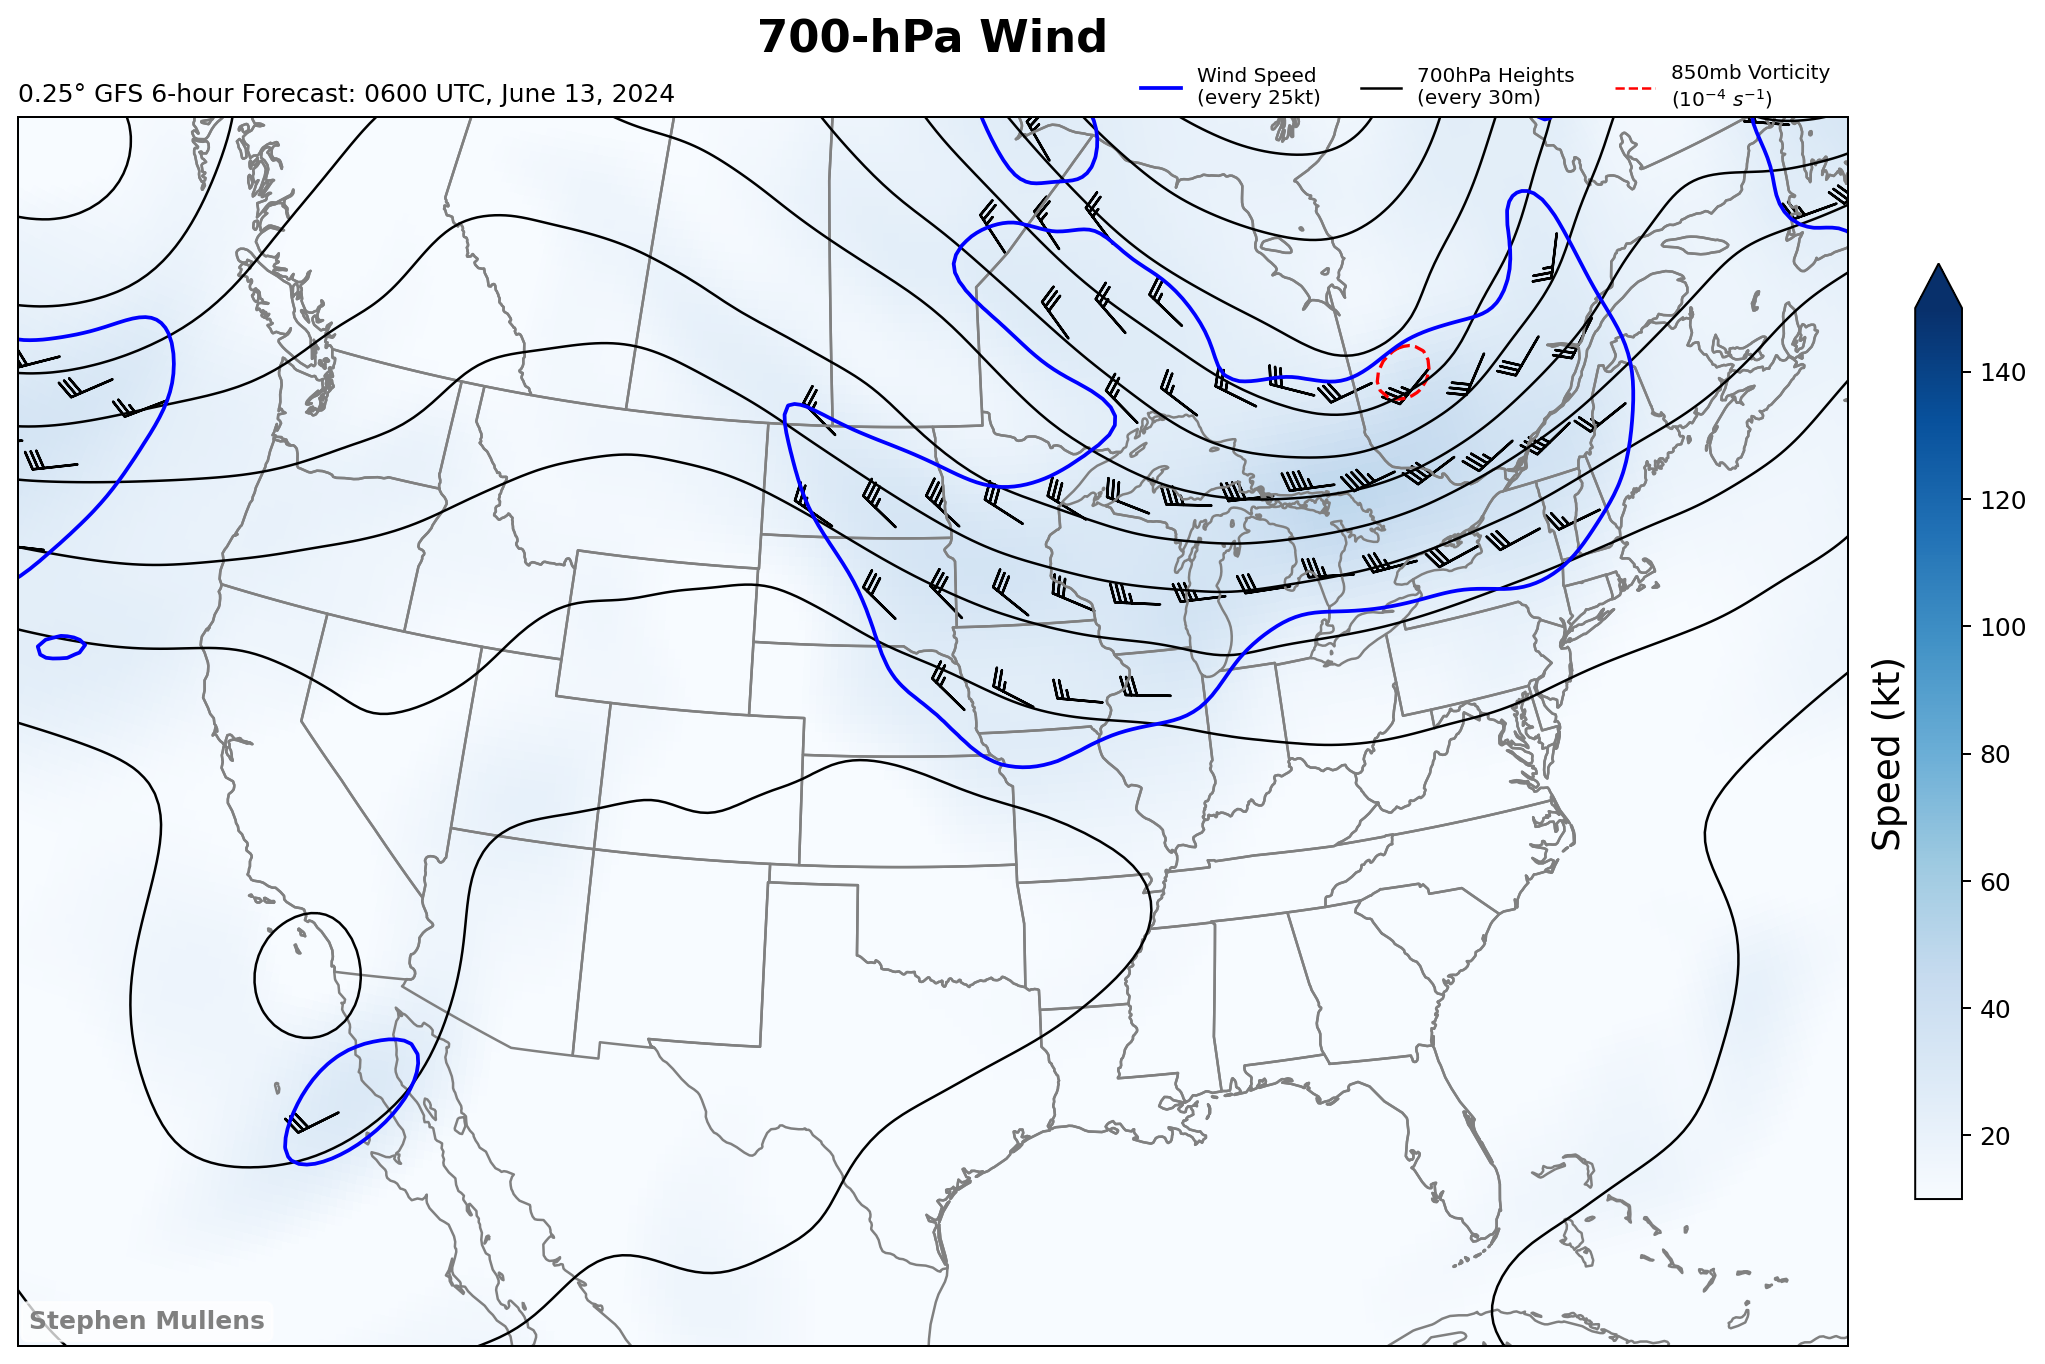 700-hPa Wind
0.25° GFS 6-hour Forecast: 0600 UTC, June 13, 2024
Wind Speed
(every 25kt)
700hPa Heights
(every 30m)
850mb Vorticity
(10⁻⁴ s⁻¹)
140
120
100
80
60
40
20
Speed (kt)
Stephen Mullens